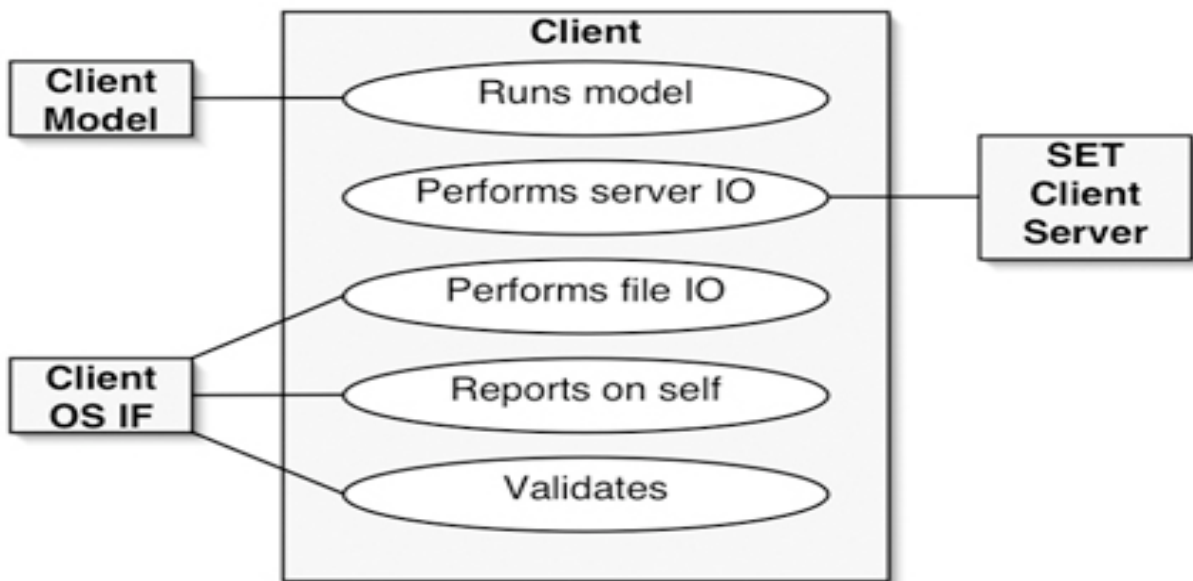 Client
Client
Model
Runs model
SET
Client
Server
Performs server IO
Performs file IO
Client
OS IF
Reports on self
Validates